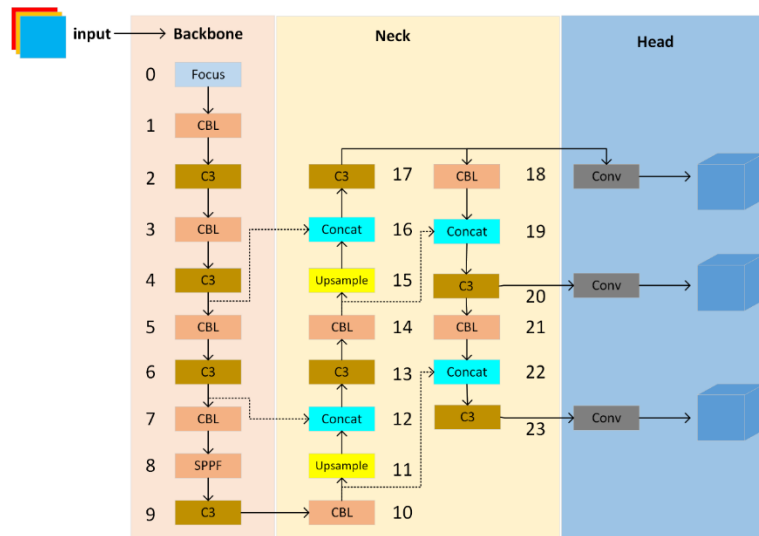 input
Backbone
Neck
Head
0 Focus
1 CBL
2 C3
3 CBL
4 C3
5 CBL
6 C3
7 CBL
8 SPPF
9 C3
C3 17
Concat 16
Upsample 15
CBL 14
C3 13
Concat 12
Upsample 11
CBL 10
CBL 18
Concat 19
C3 20
CBL 21
Concat 22
C3 23
Conv
Conv
Conv